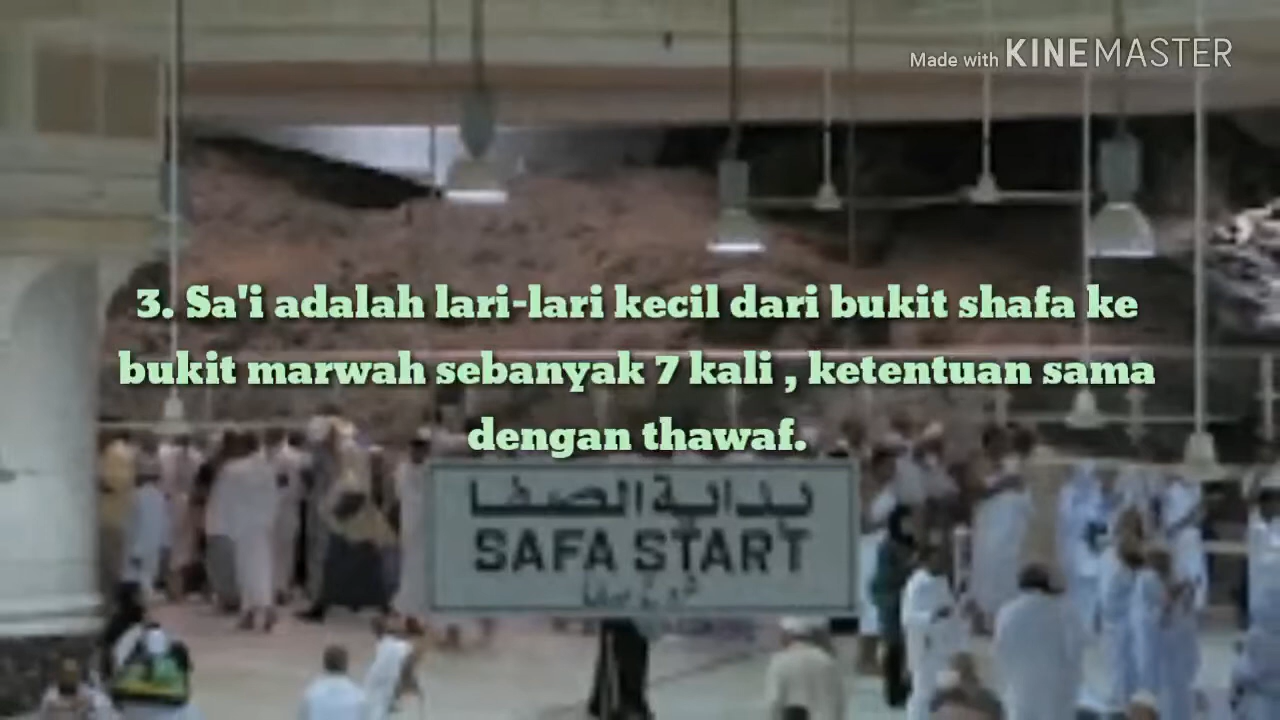 Made with KINEMASTER
3. Sa'i adalah lari-lari kecil dari bukit shafa ke
bukit marwah sebanyak 7 kali , ketentuan sama
dengan thawaf.
بداية الصفا
SAFA START